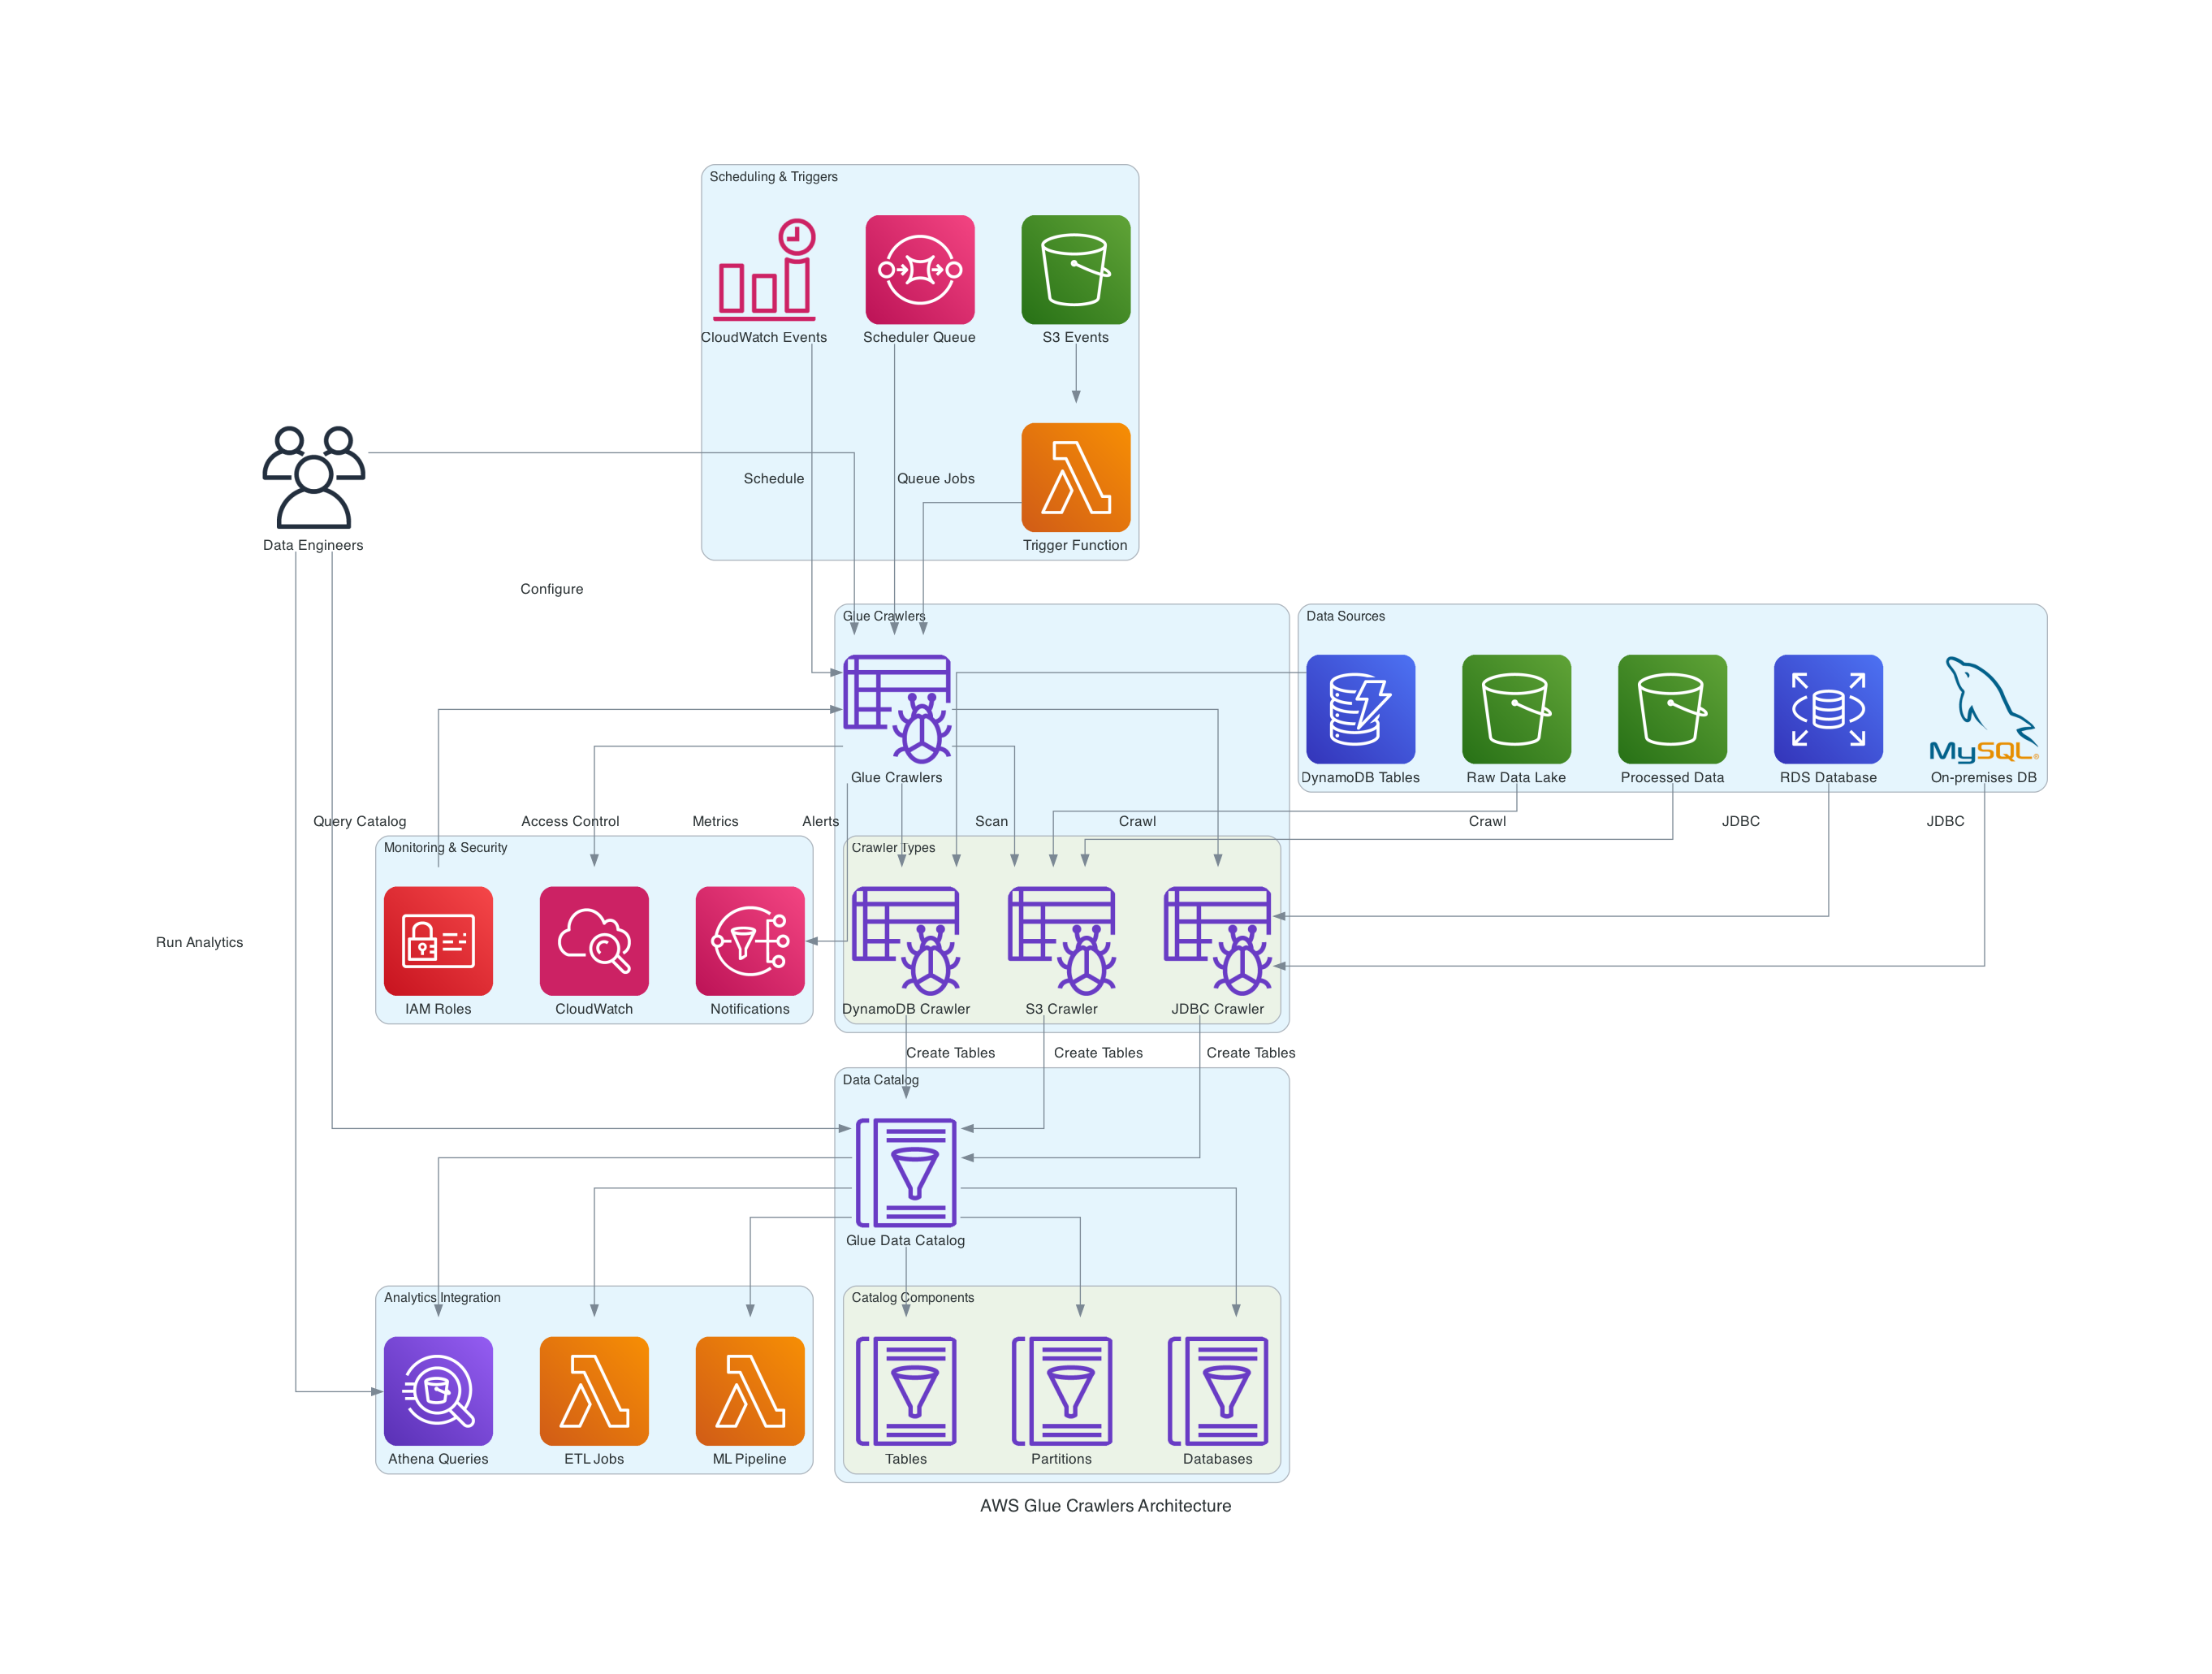 Scheduling & Triggers
CloudWatch Events
Scheduler Queue
S3 Events
Schedule
Queue Jobs
Data Engineers
Trigger Function
Configure
Glue Crawlers
Data Sources
Glue Crawlers
DynamoDB Tables
Raw Data Lake
Processed Data
RDS Database
MySQL
On-premises DB
Query Catalog
Access Control
Metrics
Alerts
Scan
Crawl
Crawl
JDBC
JDBC
Monitoring & Security
Crawler Types
Run Analytics
IAM Roles
CloudWatch
Notifications
DynamoDB Crawler
S3 Crawler
JDBC Crawler
Create Tables
Create Tables
Create Tables
Data Catalog
Glue Data Catalog
Analytics Integration
Catalog Components
Athena Queries
ETL Jobs
ML Pipeline
Tables
Partitions
Databases
AWS Glue Crawlers Architecture